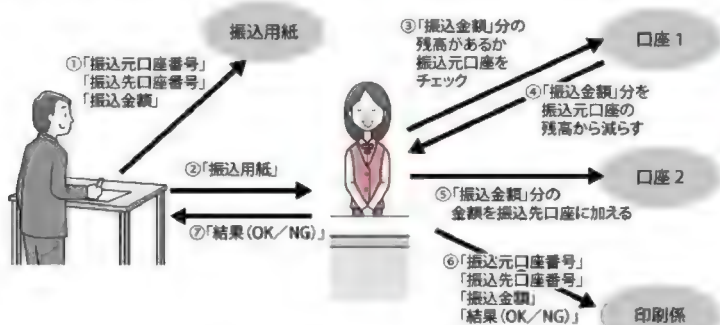 振込用紙
①「振込元口座番号」
「振込先口座番号」
「振込金額」
②「振込用紙」
⑦「結果(OK/NG)」
③「振込金額」分の
残高があるか
振込元口座を
チェック
口座1
④「振込金額」分を
振込元口座の
残高から減らす
口座2
⑤「振込金額」分の
金額を振込先口座に加える
⑥「振込元口座番号」
「振込先口座番号」
「振込金額」
「結果(OK/NG)」
印刷係